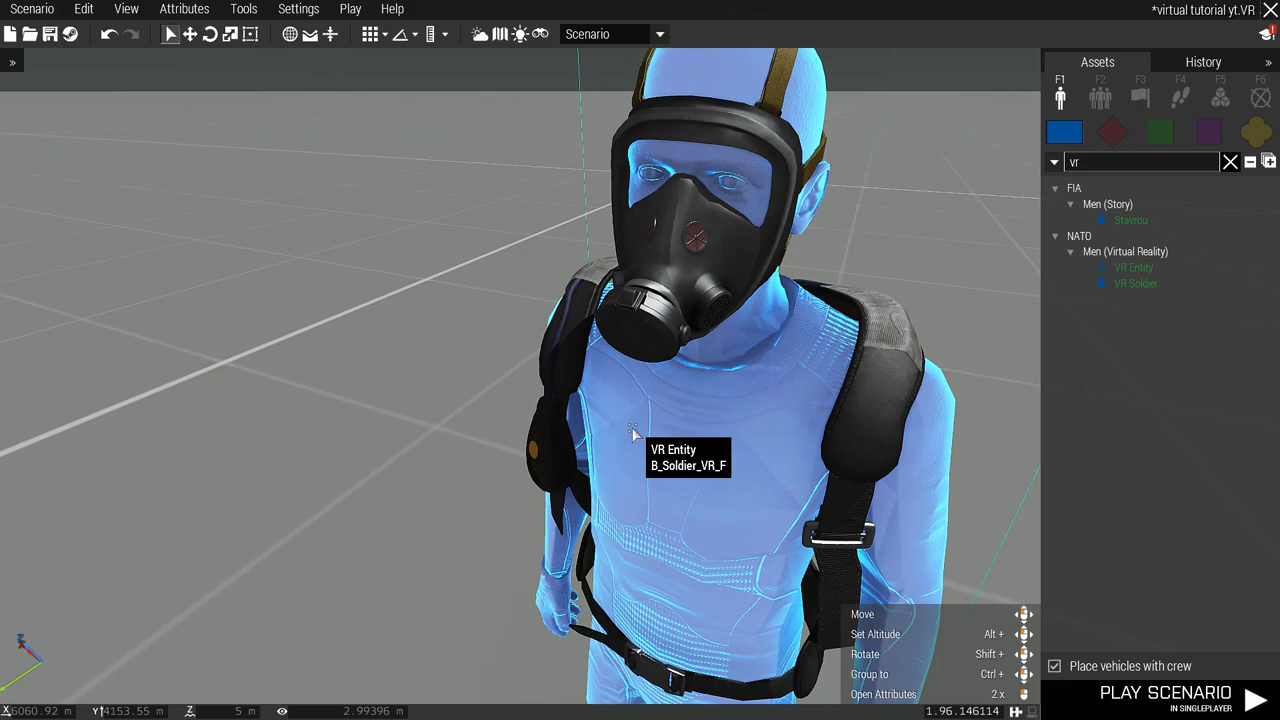 Scenario Edit View Attributes Tools Settings Play Help *virtual tutorial yt.VR
Scenario
Assets History »
»
F1 F2 F3 F4 F5 F6
vr
FIA
Men (Story)
Stavrou
NATO
Men (Virtual Reality)
VR Entity
VR Soldier
VR Entity
B_Soldier_VR_F
Move
Set Altitude Alt +
Rotate Shift +
Group to Ctrl +
Open Attributes 2 x
Place vehicles with crew
PLAY SCENARIO
IN SINGLEPLAYER
X 6060.92 m Y 4153.55 m Z 5 m 2.99396 m 1.96.146114